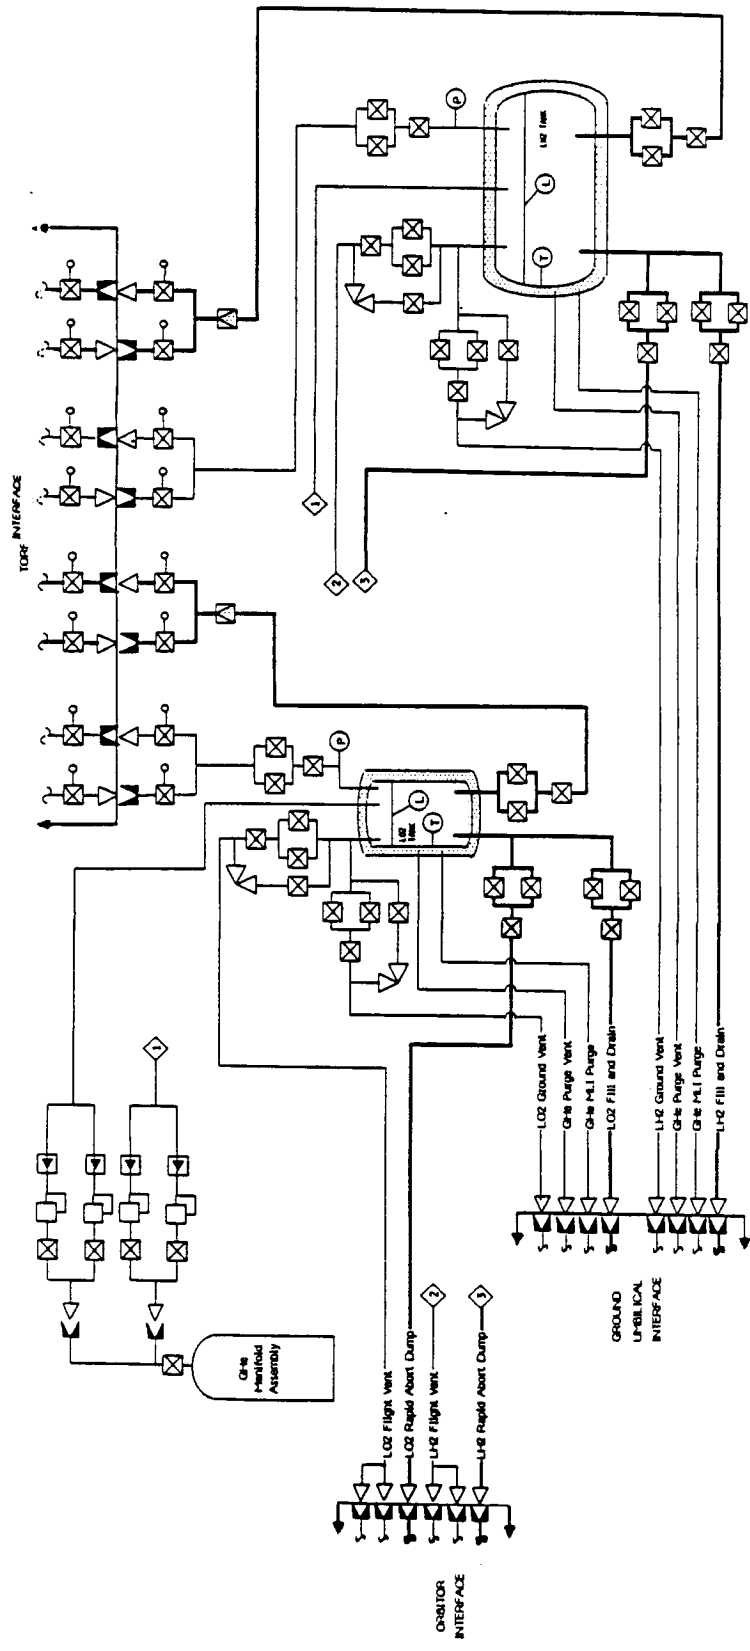 TORF INTERFACE
P
LH2 TANK
L
T
1
2
3
P
L
LO2
TANK
T
1
GHe
Manifold
Assembly
LO2 Ground Vent
GHe Purge Vent
GHe MLI Purge
LO2 Fill and Drain
LH2 Ground Vent
GHe Purge Vent
GHe MLI Purge
LH2 Fill and Drain
GROUND
UMBILICAL
INTERFACE
LO2 Flight Vent
LO2 Rapid Abort Dump
LH2 Flight Vent
2
LH2 Rapid Abort Dump
3
ORBITOR
INTERFACE